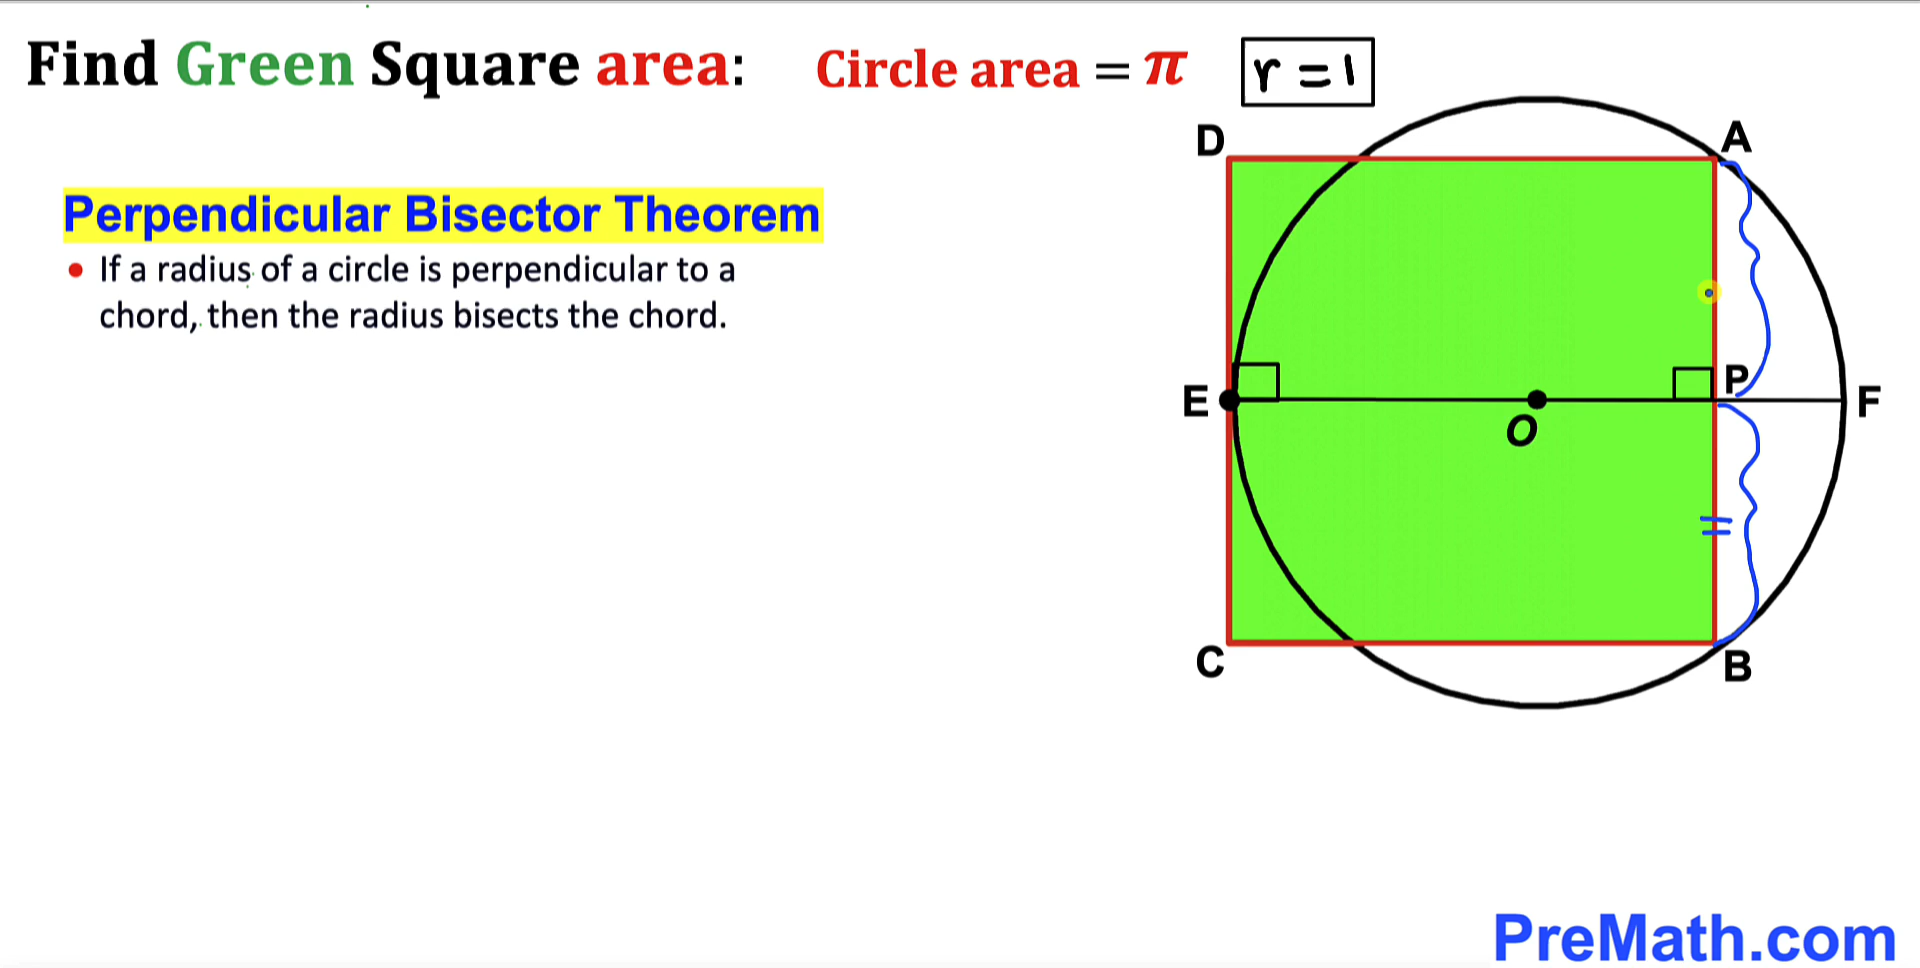 Find Green Square area: Circle area = π r = 1
D
A
Perpendicular Bisector Theorem
• If a radius of a circle is perpendicular to a
chord, then the radius bisects the chord.
P
E
F
O
C
B
PreMath.com